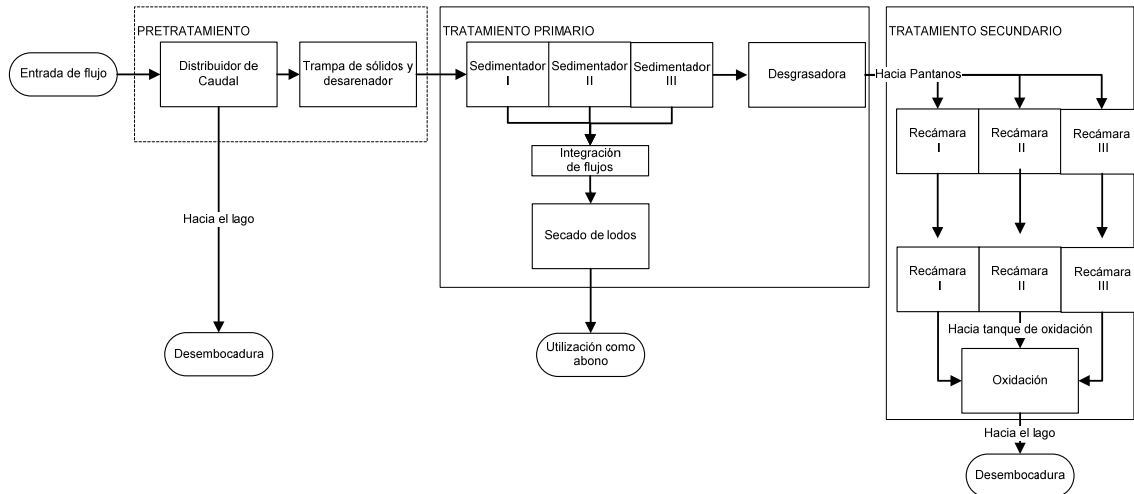 PRETRATAMIENTO
TRATAMIENTO PRIMARIO
TRATAMIENTO SECUNDARIO
Entrada de flujo
Distribuidor de
Caudal
Trampa de sólidos y
desarenador
Sedimentador
I
Sedimentador
II
Sedimentador
III
Desgrasadora
Hacia Pantanos
Recámara
I
Recámara
II
Recámara
III
Integración
de flujos
Hacia el lago
Secado de lodos
Recámara
I
Recámara
II
Recámara
III
Hacia tanque de oxidación
Desembocadura
Utilización como
abono
Oxidación
Hacia el lago
Desembocadura